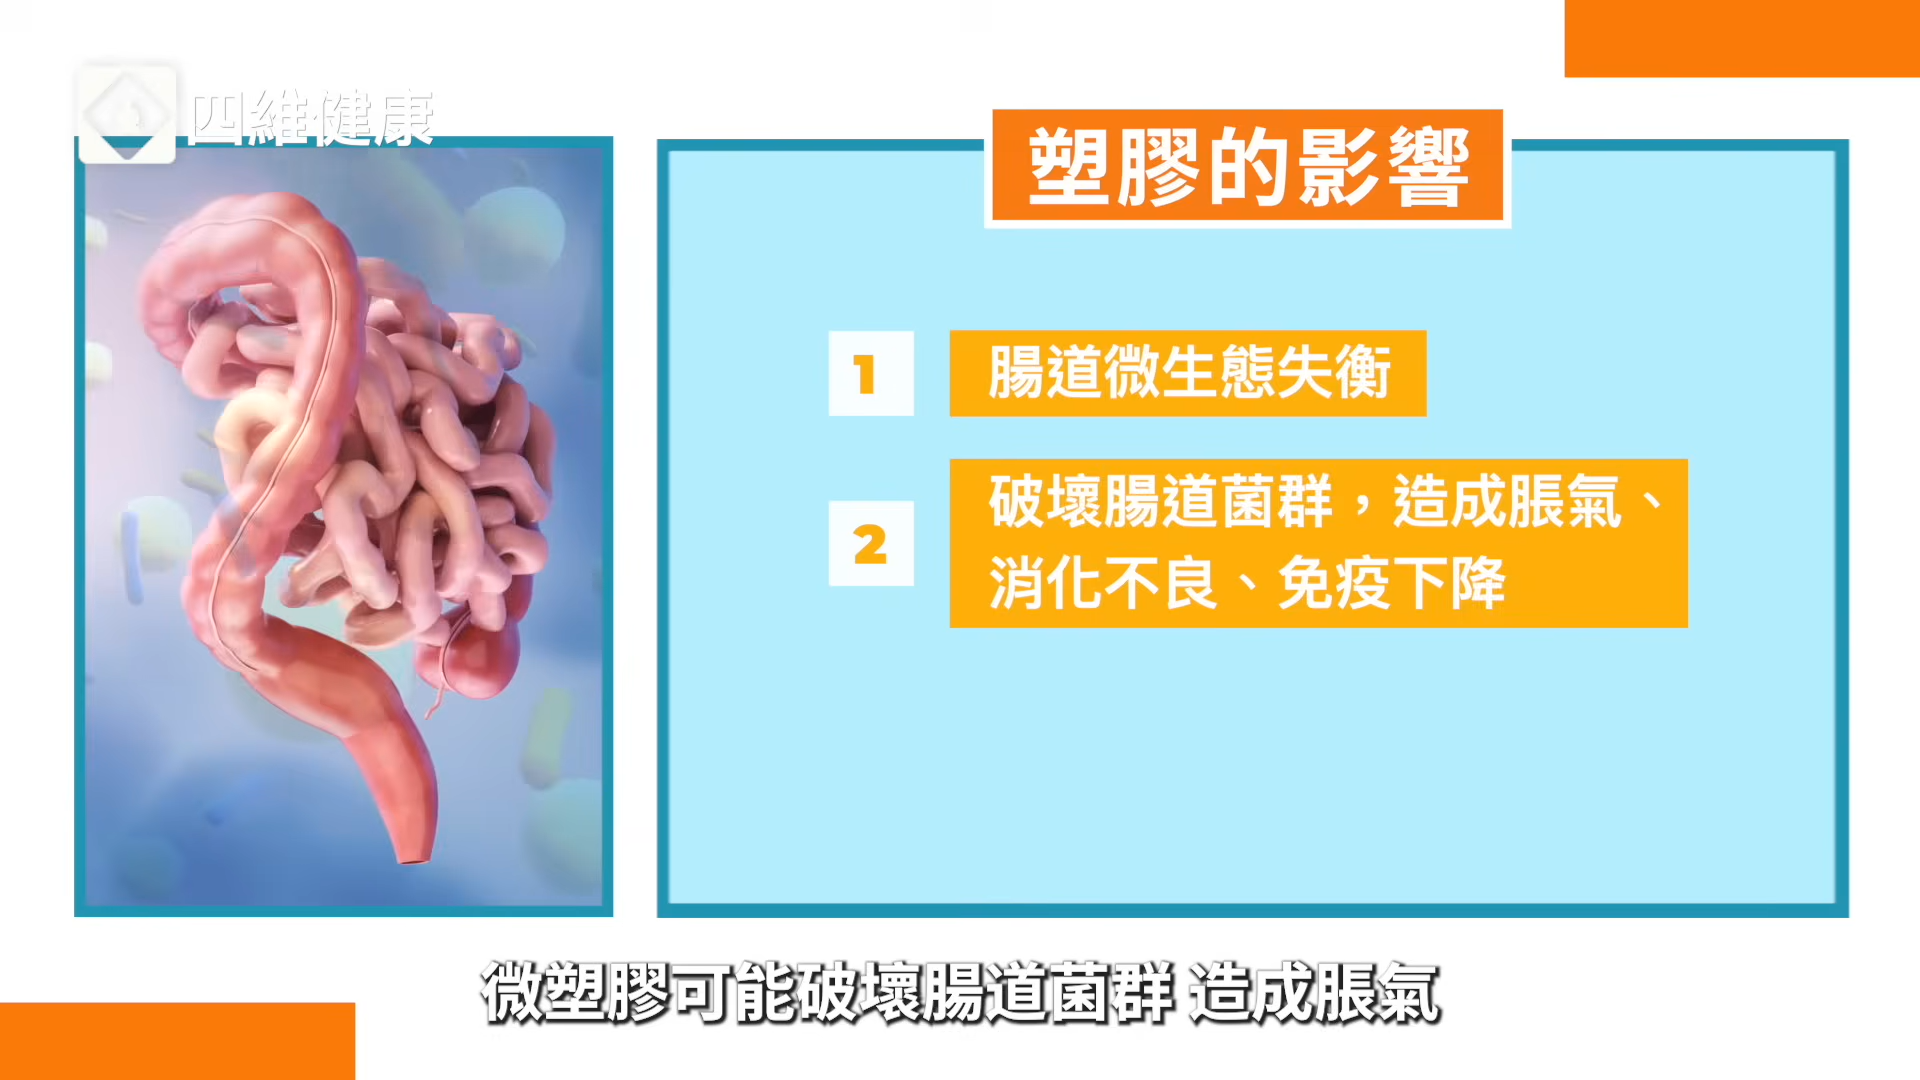 四維健康
塑膠的影響
1
腸道微生態失衡
2
破壞腸道菌群，造成脹氣、
消化不良、免疫下降
微塑膠可能破壞腸道菌群 造成脹氣